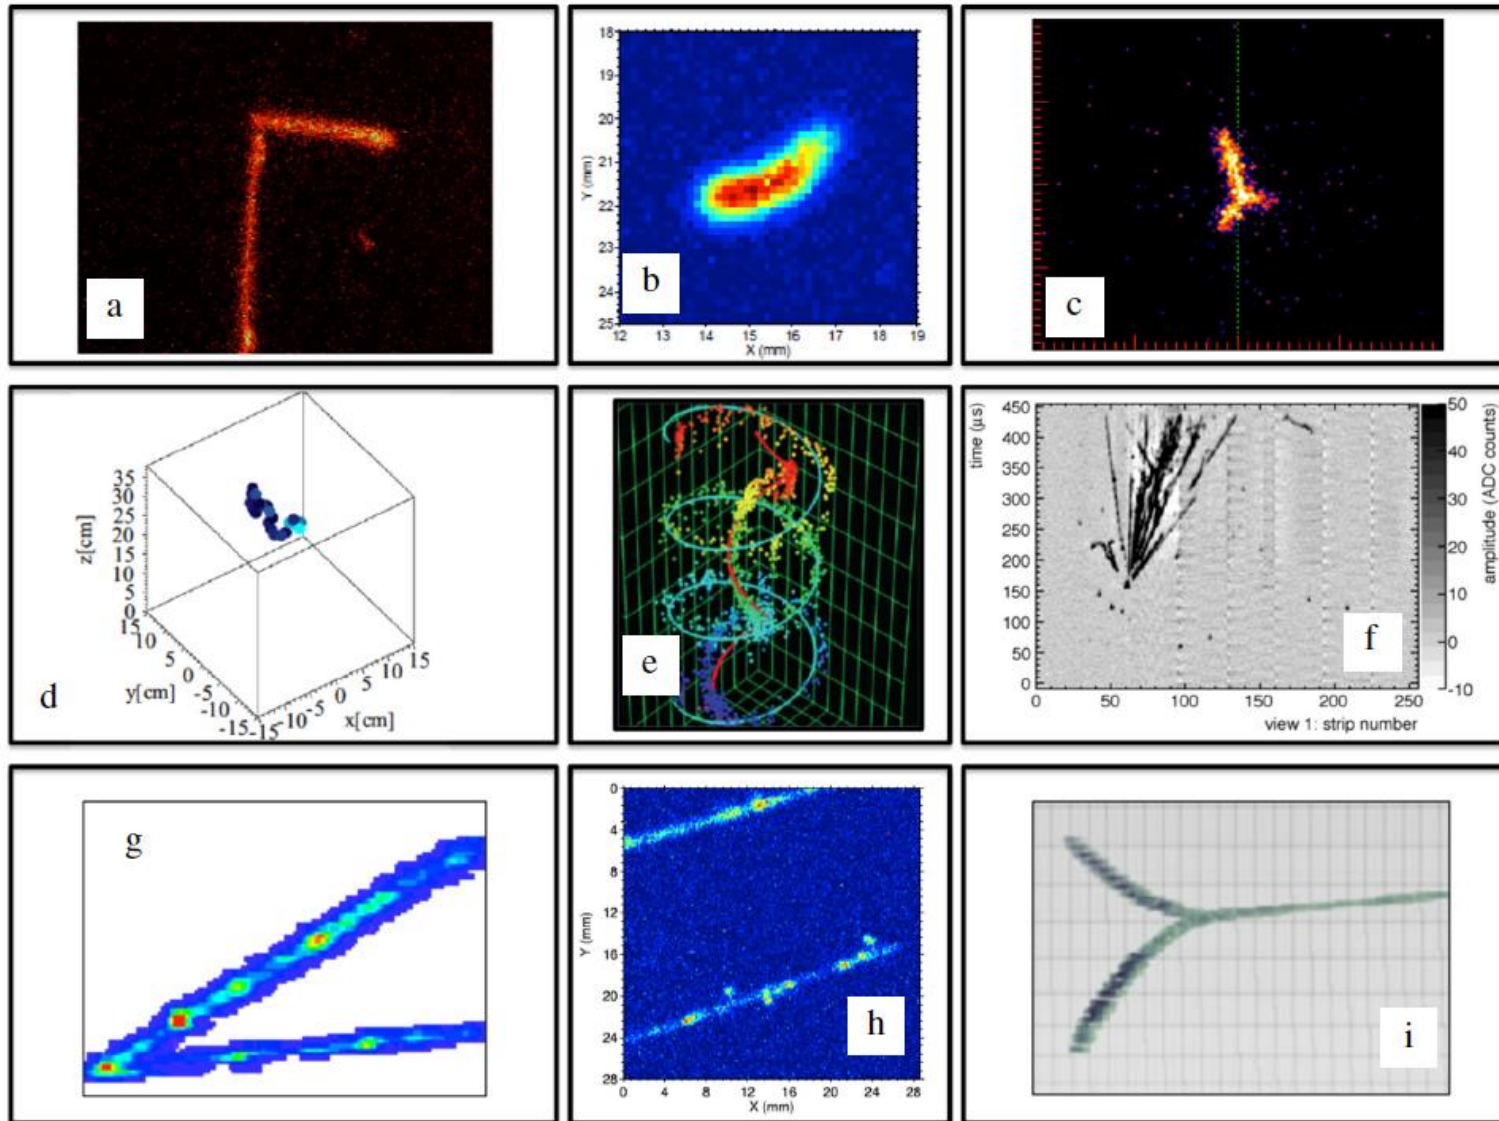 a
18
19
20
21
22
23
24
25
Y (mm)
12 13 14 15 16 17 18 19
X (mm)
b
c
35
30
25
20
15
10
5
0
z[cm]
15
10
5
0
-5
-10
-15
y[cm]
-15
-10
-5
0
5
10
15
x[cm]
d
e
time (µs)
450
400
350
300
250
200
150
100
50
0
0 50 100 150 200 250
view 1: strip number
50
40
30
20
10
0
-10
amplitude (ADC counts)
f
g
0
4
8
12
16
20
24
28
Y (mm)
0 4 8 12 16 20 24 28
X (mm)
h
i